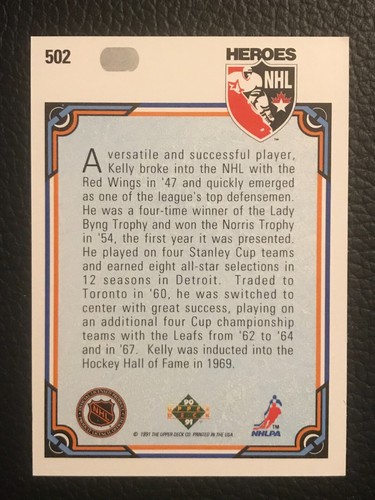 502
HEROES
NHL
A versatile and successful player,
Kelly broke into the NHL with the
Red Wings in '47 and quickly emerged
as one of the league's top defensemen.
He was a four-time winner of the Lady
Byng Trophy and won the Norris Trophy
in '54, the first year it was presented.
He played on four Stanley Cup teams
and earned eight all-star selections in
12 seasons in Detroit. Traded to
Toronto in '60, he was switched to
center with great success, playing on
an additional four Cup championship
teams with the Leafs from '62 to '64
and in '67. Kelly was inducted into the
Hockey Hall of Fame in 1969.
NHL
90
91
NHLPA
TM
© 1991 THE UPPER DECK CO. PRINTED IN THE U.S.A.